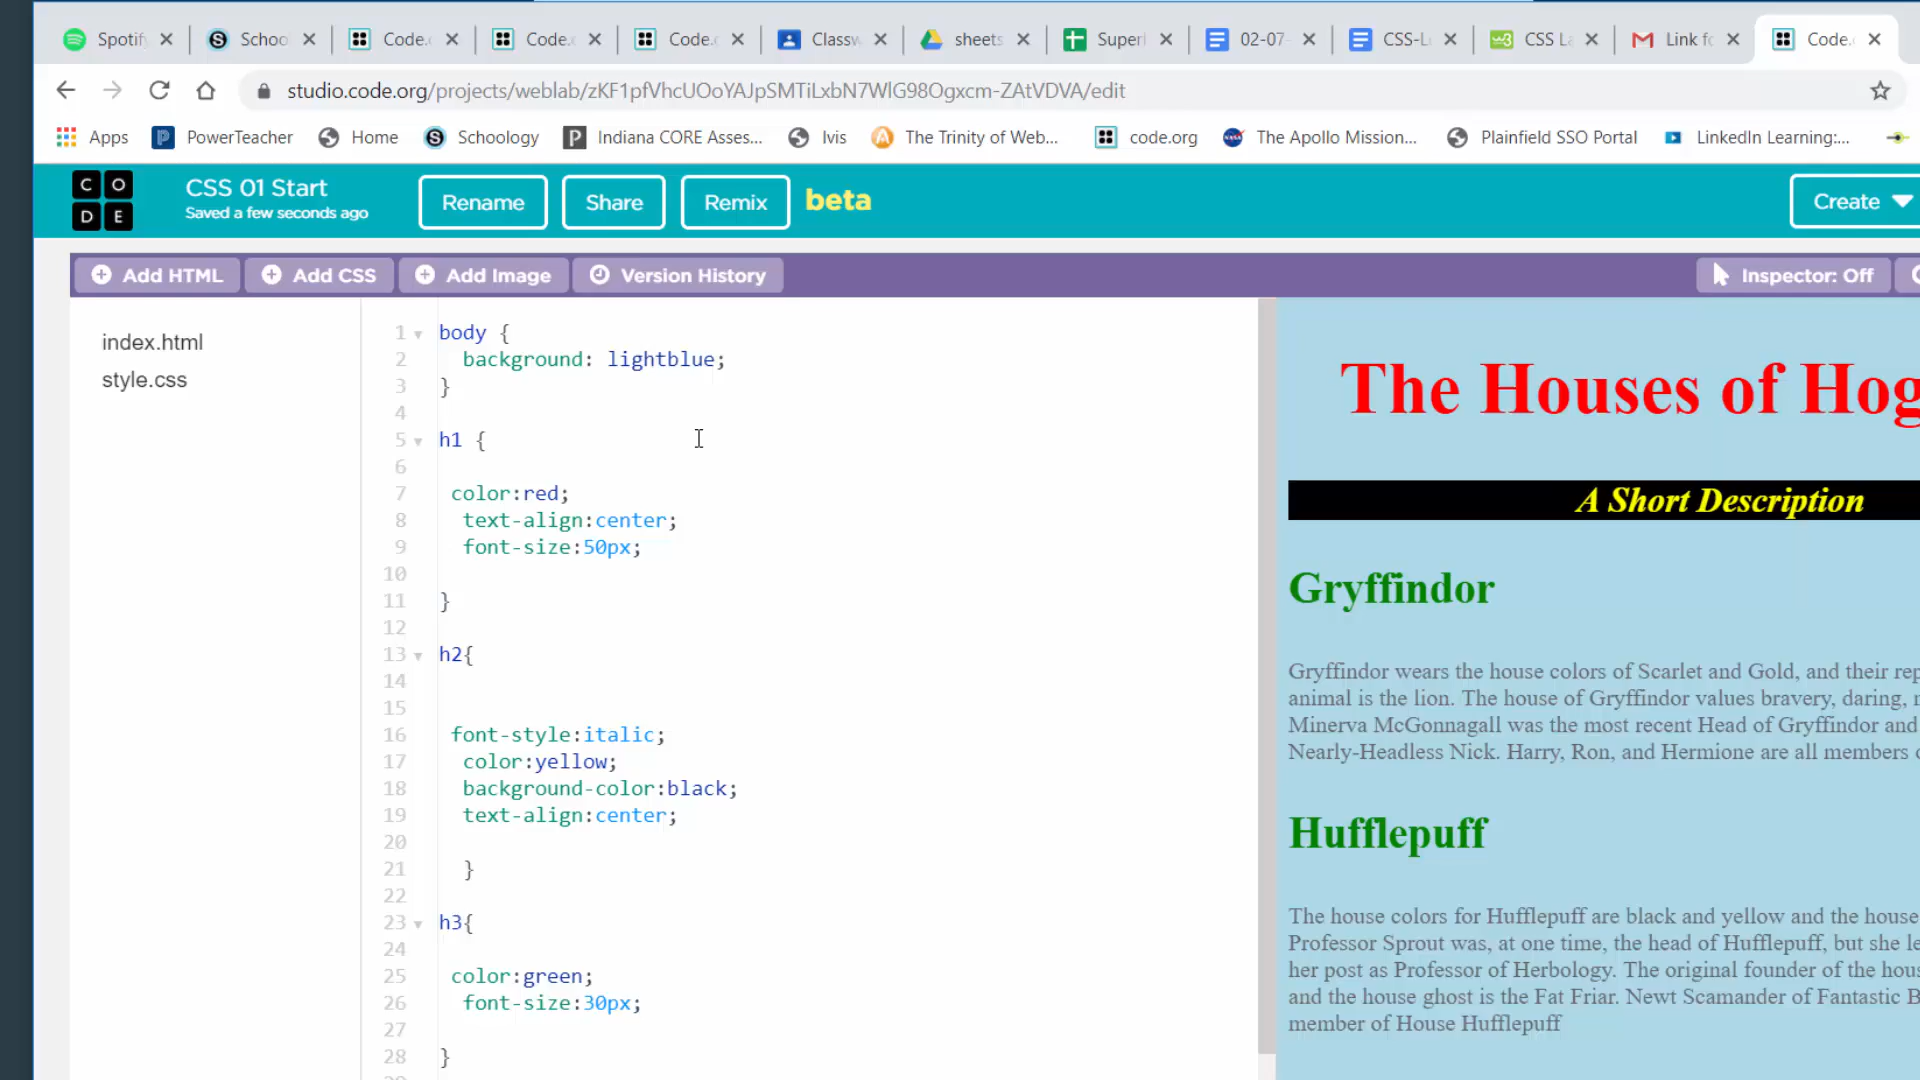 Spotif
Schoo
Code.
Code.
Code.
Classw
sheets
Super
02-07-
CSS-L
CSS La
Link fo
Code.
studio.code.org/projects/weblab/zKF1pfVhcUOoYAJpSMTiLxbN7WlG98Ogxcm-ZAtVDVA/edit
Apps
PowerTeacher
Home
Schoology
Indiana CORE Asses...
Ivis
The Trinity of Web...
code.org
The Apollo Mission...
Plainfield SSO Portal
LinkedIn Learning:...
C O
D E
CSS 01 Start
Saved a few seconds ago
Rename
Share
Remix
beta
Create
Add HTML
Add CSS
Add Image
Version History
Inspector: Off
index.html
style.css
1 body {
2 background: lightblue;
3 }
4
5 h1 {
6
7 color:red;
8 text-align:center;
9 font-size:50px;
10
11 }
12
13 h2{
14
15
16 font-style:italic;
17 color:yellow;
18 background-color:black;
19 text-align:center;
20
21 }
22
23 h3{
24
25 color:green;
26 font-size:30px;
27
28 }
The Houses of Hog
A Short Description
Gryffindor
Gryffindor wears the house colors of Scarlet and Gold, and their rep
animal is the lion. The house of Gryffindor values bravery, daring,
Minerva McGonnagall was the most recent Head of Gryffindor and
Nearly-Headless Nick. Harry, Ron, and Hermione are all members
Hufflepuff
The house colors for Hufflepuff are black and yellow and the house
Professor Sprout was, at one time, the head of Hufflepuff, but she le
her post as Professor of Herbology. The original founder of the hous
and the house ghost is the Fat Friar. Newt Scamander of Fantastic B
member of House Hufflepuff